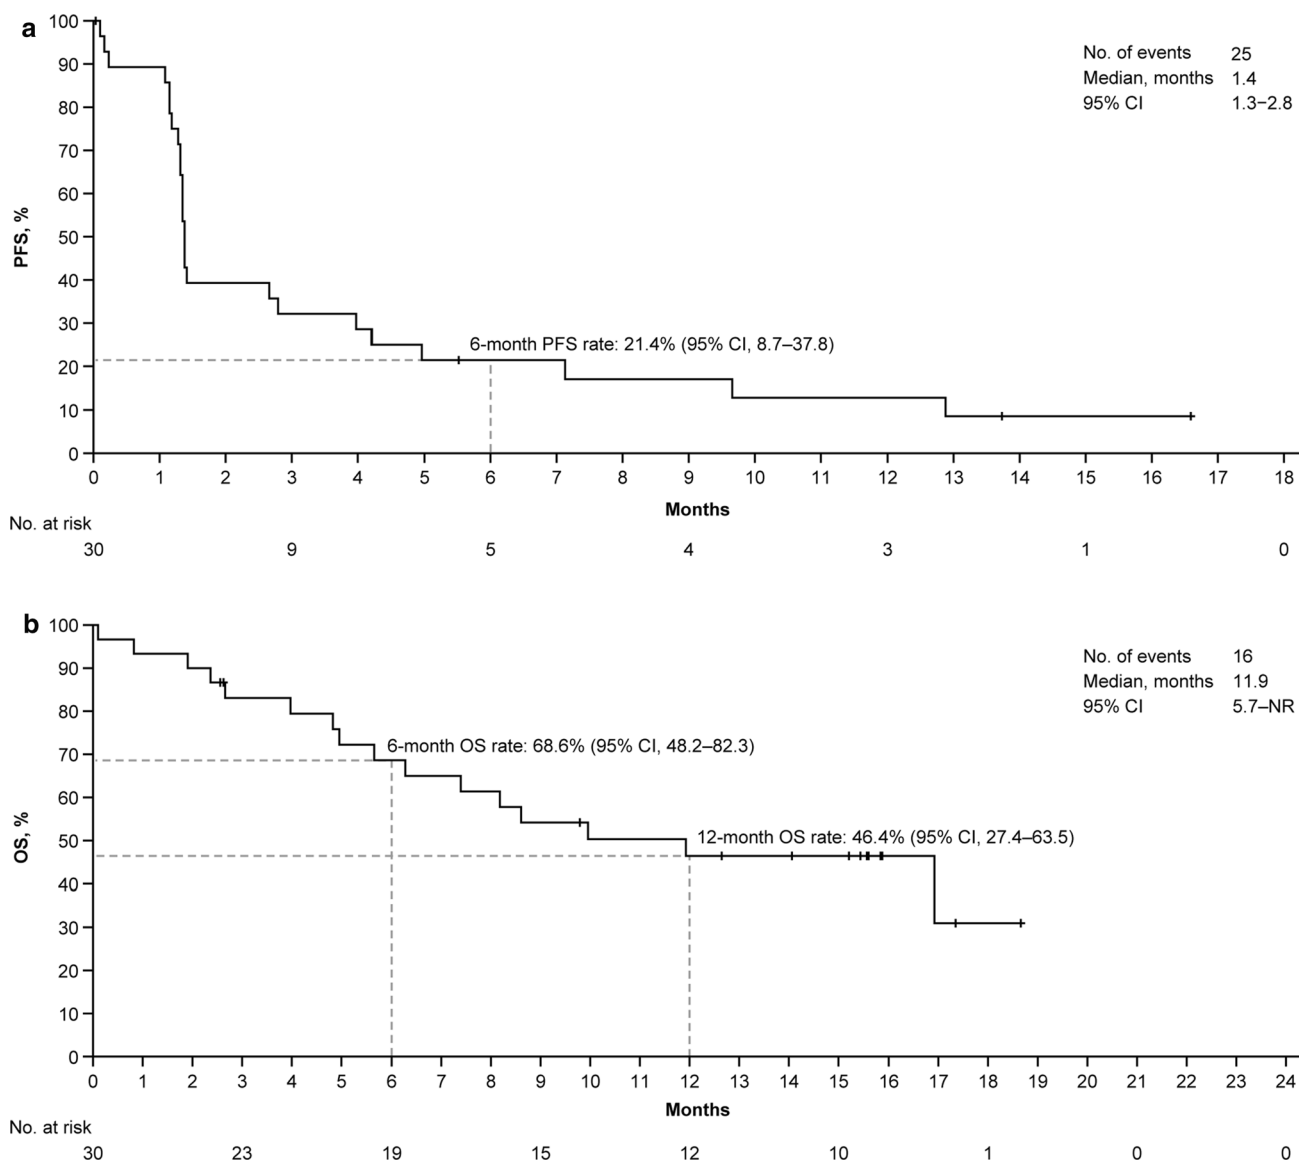 a
No. of events 25
Median, months 1.4
95% CI 1.3–2.8
PFS, %
100
90
80
70
60
50
40
30
20
10
0
6-month PFS rate: 21.4% (95% CI, 8.7–37.8)
0 1 2 3 4 5 6 7 8 9 10 11 12 13 14 15 16 17 18
Months
No. at risk
30 9 5 4 3 1 0
b
No. of events 16
Median, months 11.9
95% CI 5.7–NR
OS, %
100
90
80
70
60
50
40
30
20
10
0
6-month OS rate: 68.6% (95% CI, 48.2–82.3)
12-month OS rate: 46.4% (95% CI, 27.4–63.5)
0 1 2 3 4 5 6 7 8 9 10 11 12 13 14 15 16 17 18 19 20 21 22 23 24
Months
No. at risk
30 23 19 15 12 10 1 0 0